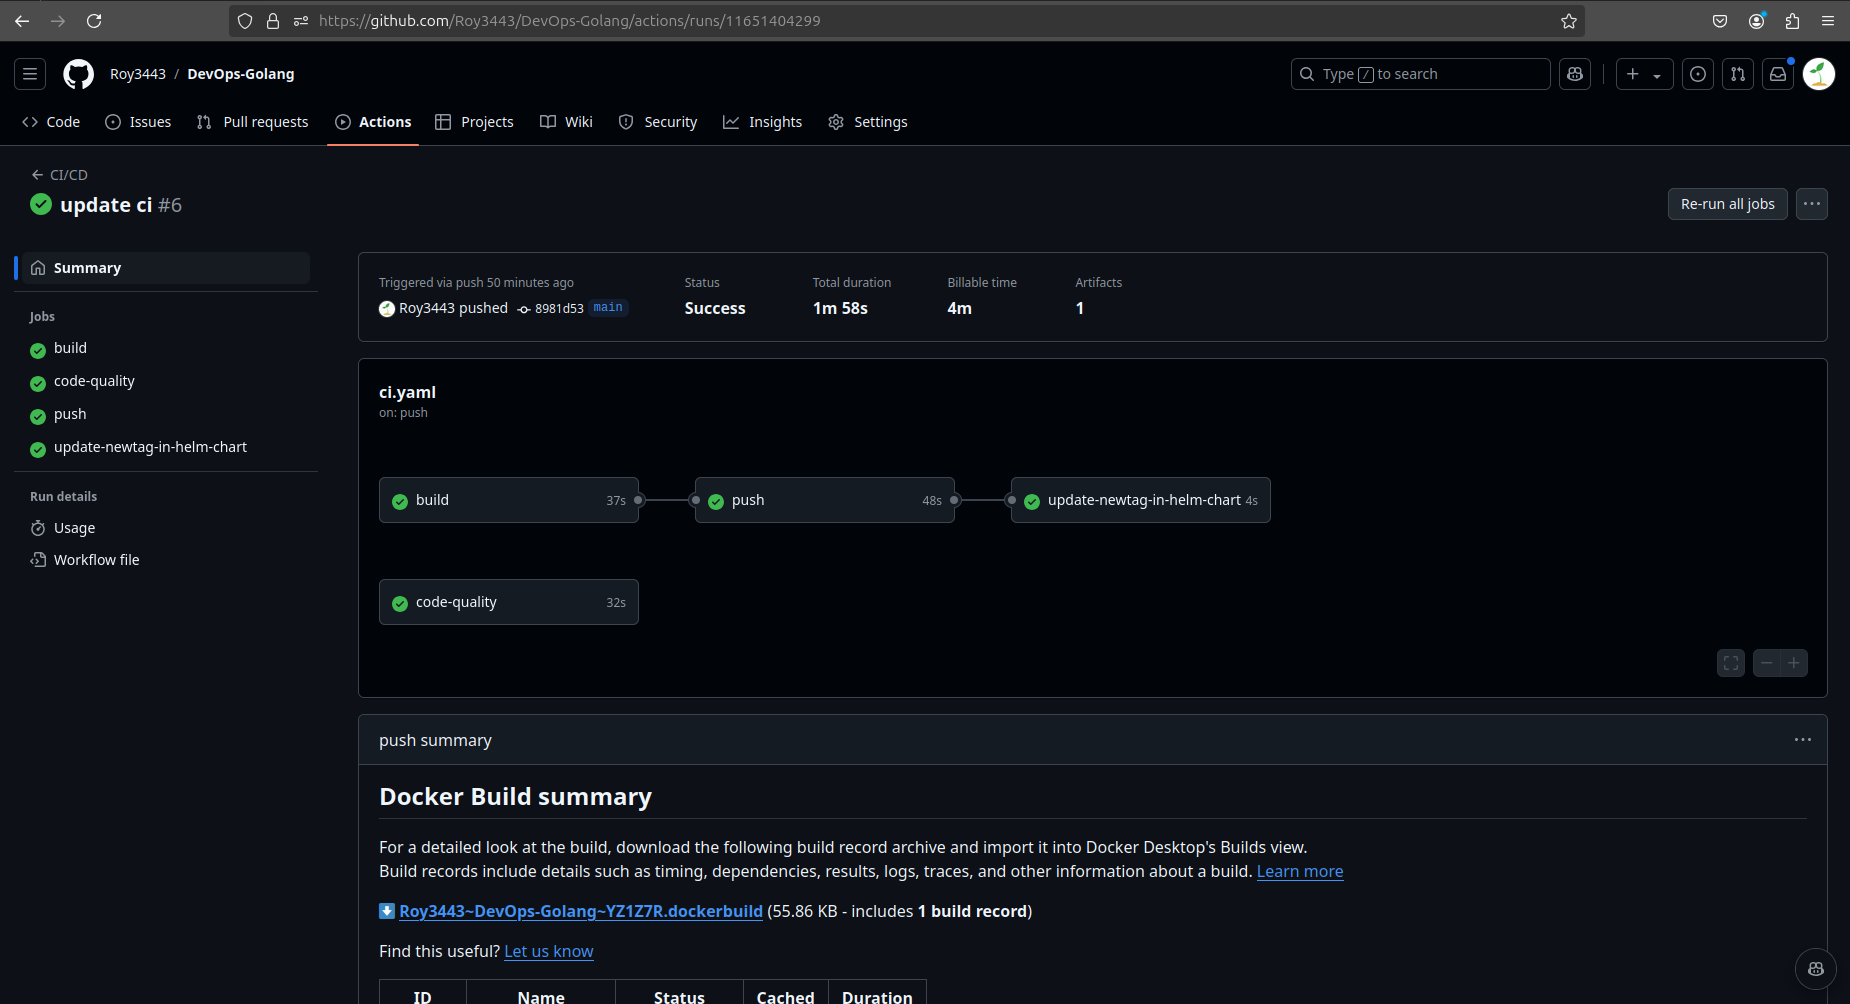 https://github.com/Roy3443/DevOps-Golang/actions/runs/11651404299
Roy3443 / DevOps-Golang
Type / to search
Code
Issues
Pull requests
Actions
Projects
Wiki
Security
Insights
Settings
CI/CD
update ci #6
Re-run all jobs
Summary
Jobs
build
code-quality
push
update-newtag-in-helm-chart
Run details
Usage
Workflow file
Triggered via push 50 minutes ago
Roy3443 pushed 8981d53 main
Status
Success
Total duration
1m 58s
Billable time
4m
Artifacts
1
ci.yaml
on: push
build 37s
push 48s
update-newtag-in-helm-chart 4s
code-quality 32s
push summary
Docker Build summary
For a detailed look at the build, download the following build record archive and import it into Docker Desktop's Builds view.
Build records include details such as timing, dependencies, results, logs, traces, and other information about a build. Learn more
Roy3443~DevOps-Golang~YZ1Z7R.dockerbuild (55.86 KB - includes 1 build record)
Find this useful? Let us know
ID Name Status Cached Duration